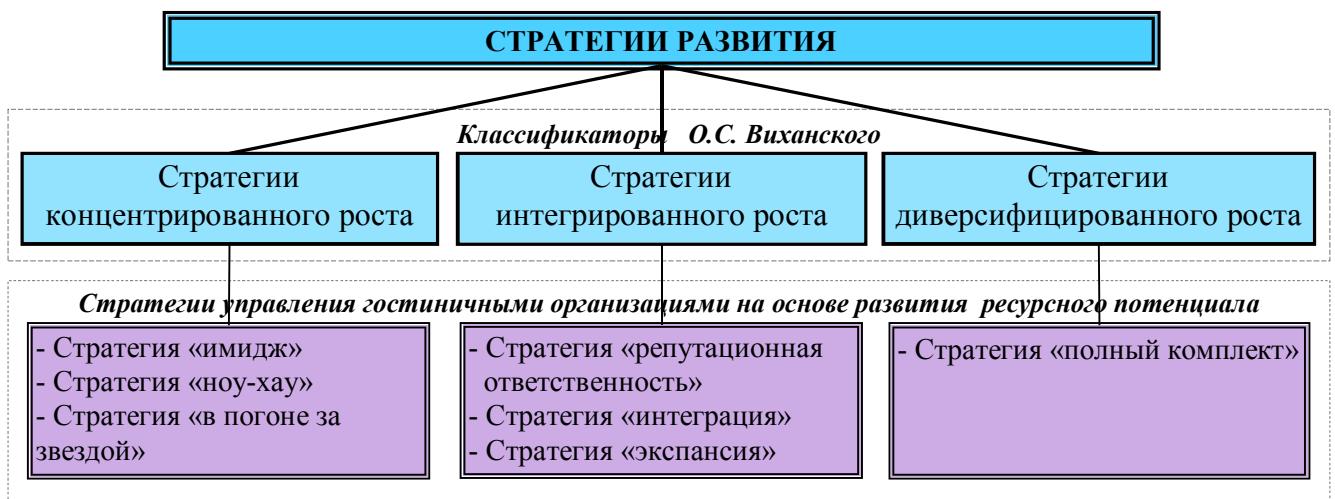 СТРАТЕГИИ РАЗВИТИЯ
Классификаторы О.С. Виханского
Стратегии
концентрированного роста
Стратегии
интегрированного роста
Стратегии
диверсифицированного роста
Стратегии управления гостиничными организациями на основе развития ресурсного потенциала
- Стратегия «имидж»
- Стратегия «ноу-хау»
- Стратегия «в погоне за
звездой»
- Стратегия «репутационная
ответственность»
- Стратегия «интеграция»
- Стратегия «экспансия»
- Стратегия «полный комплект»